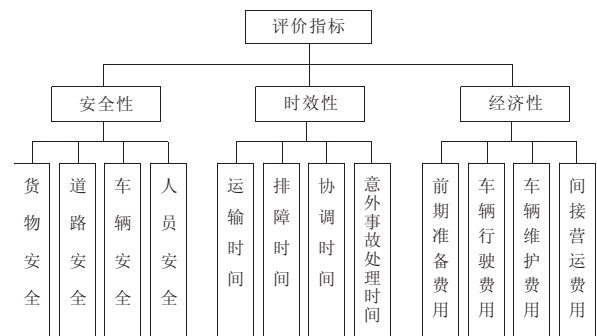 评价指标
安全性
时效性
经济性
货物安全
道路安全
车辆安全
人员安全
运输时间
排障时间
协调时间
意外事故处理时间
前期准备费用
车辆行驶费用
车辆维护费用
间接营运费用